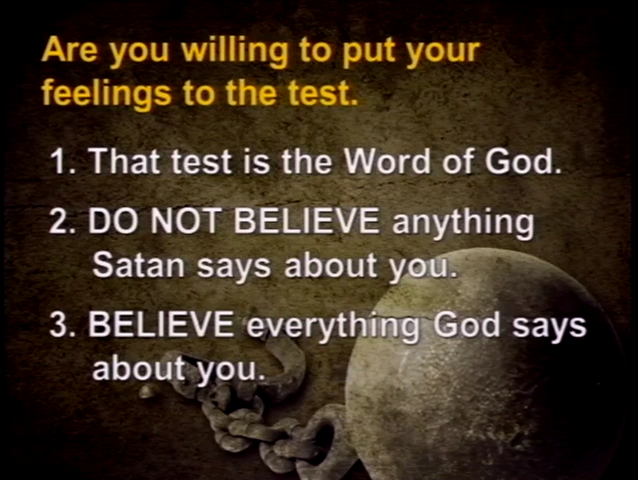 Are you willing to put your
feelings to the test.
1. That test is the Word of God.
2. DO NOT BELIEVE anything
Satan says about you.
3. BELIEVE everything God says
about you.